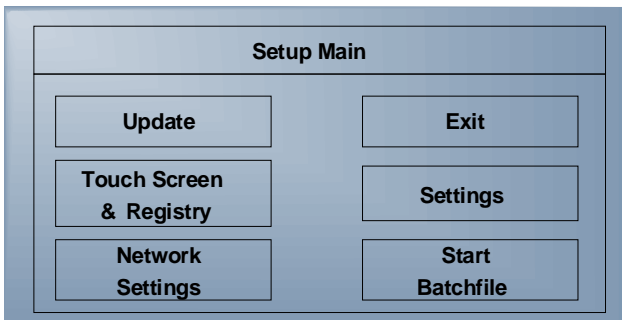 Setup Main
Update
Exit
Touch Screen
& Registry
Settings
Network
Settings
Start
Batchfile